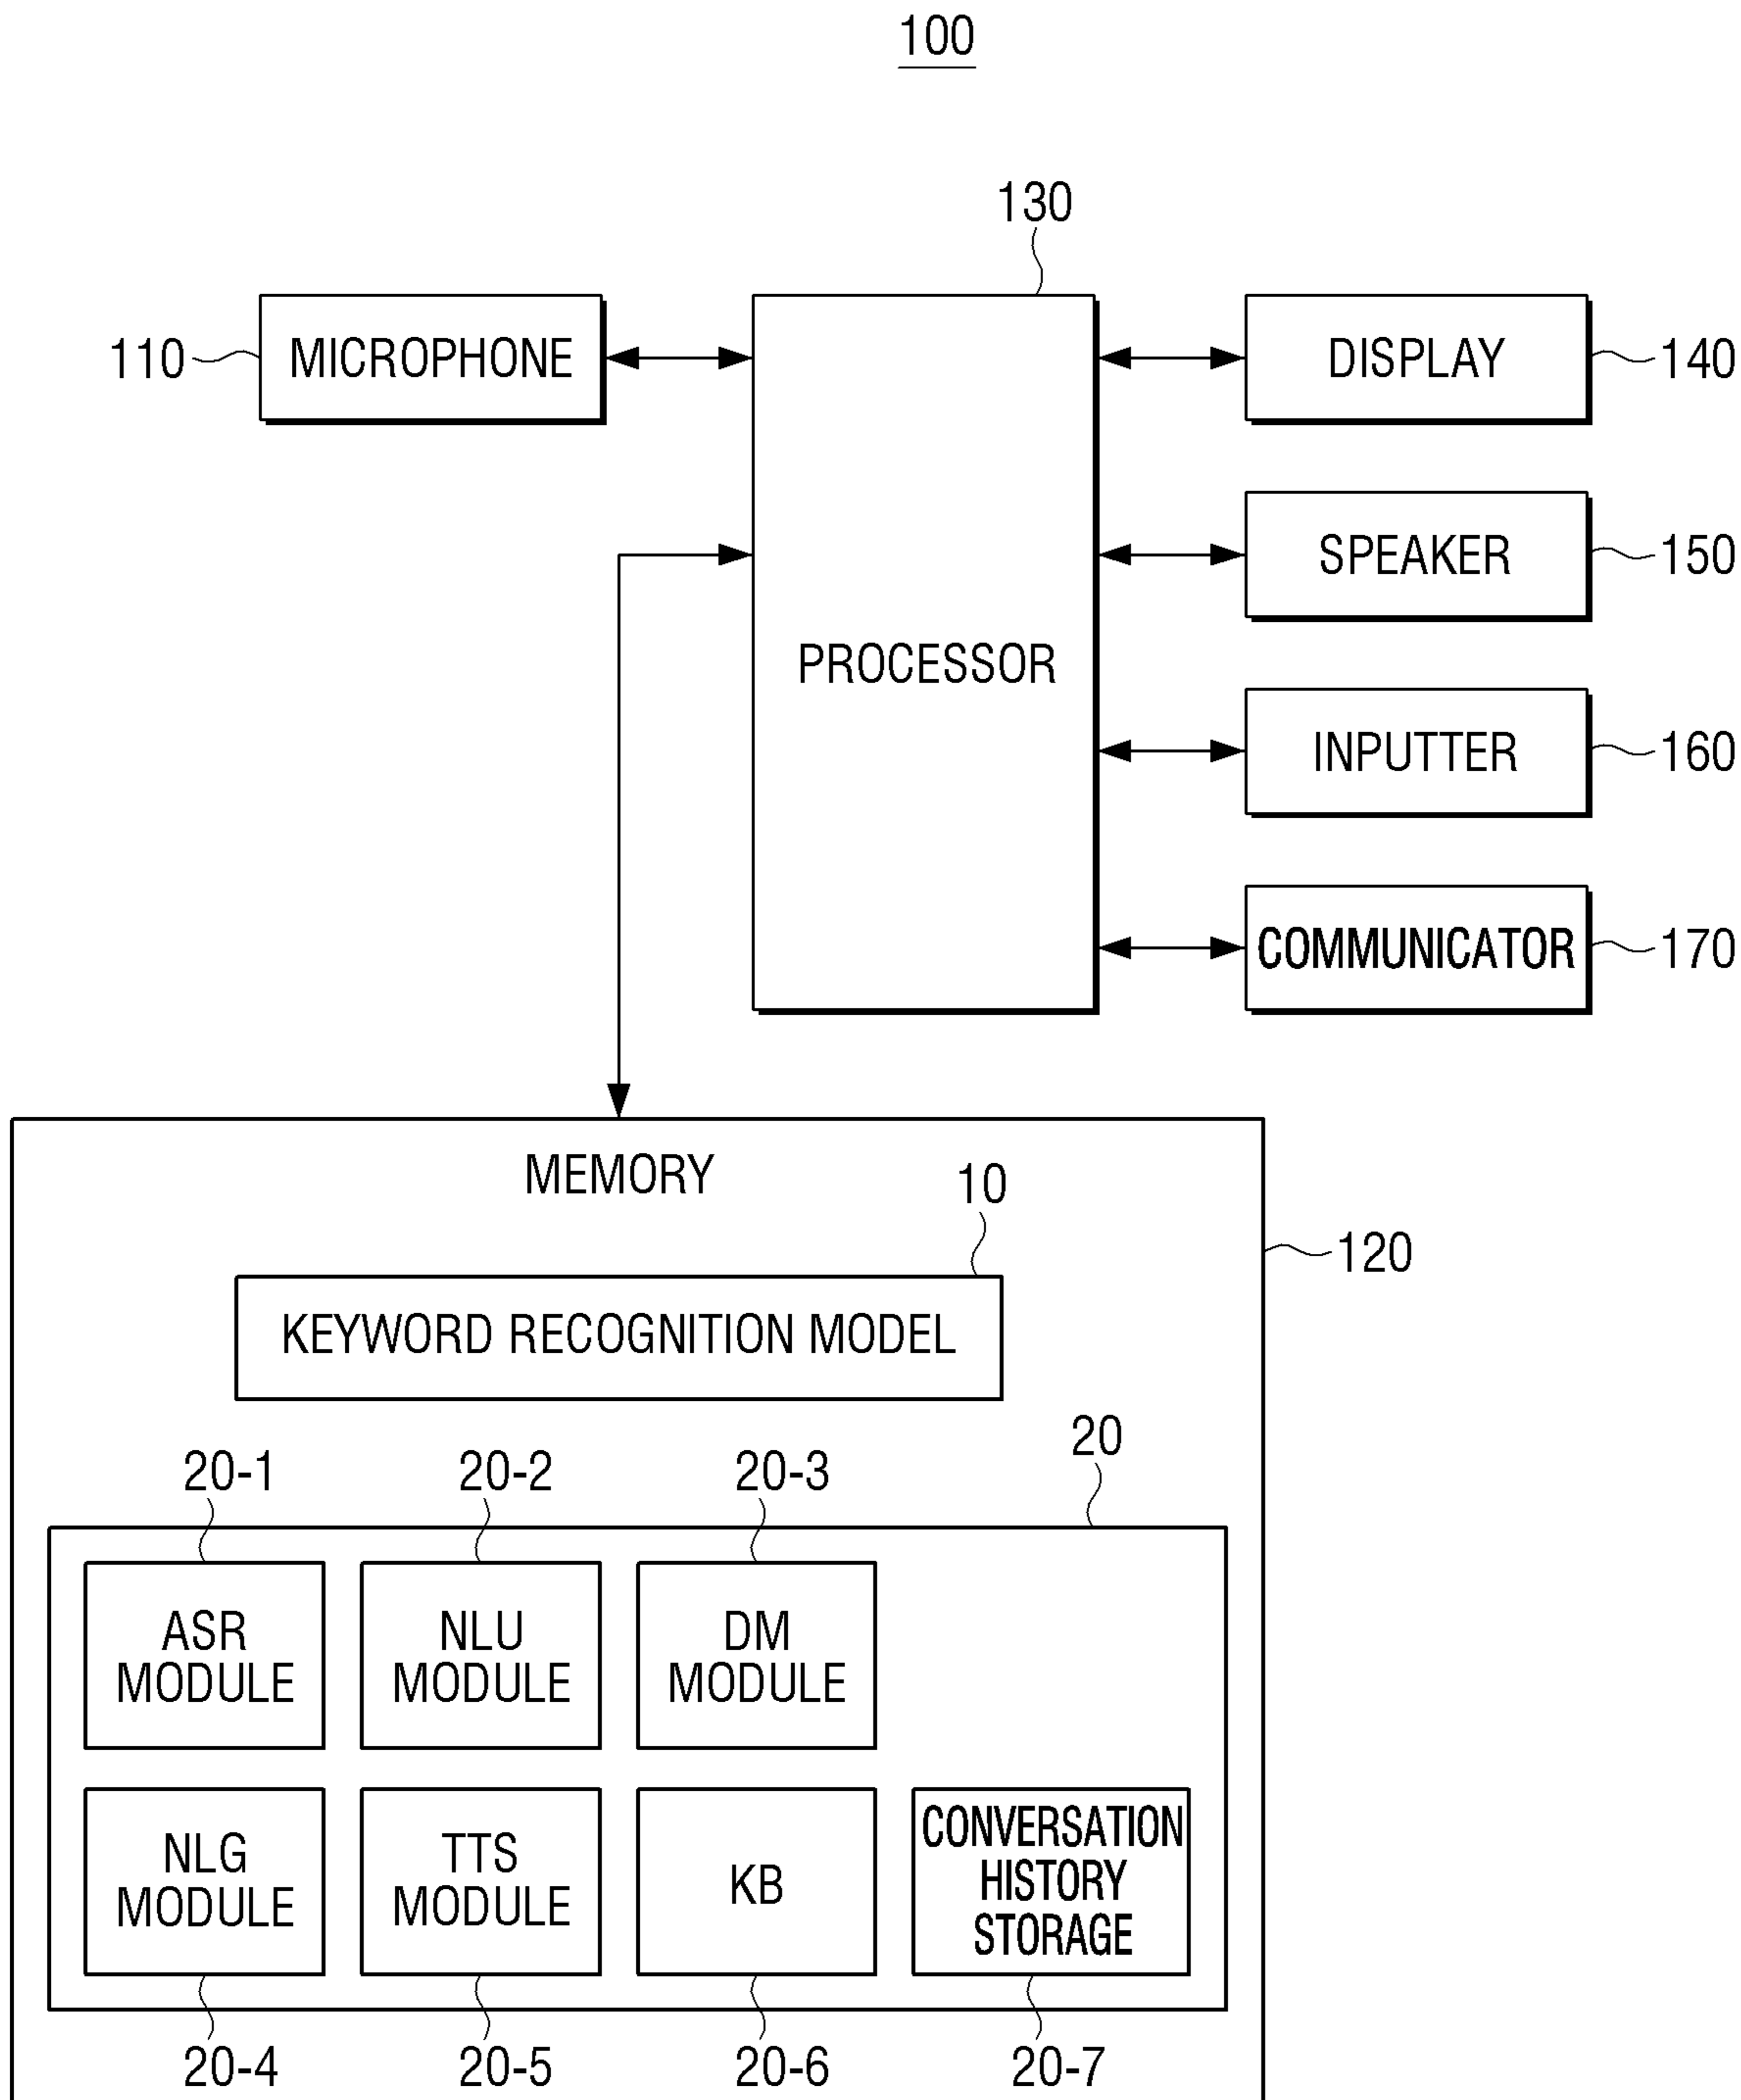 100
130
110
MICROPHONE
DISPLAY
140
SPEAKER
150
PROCESSOR
INPUTTER
160
COMMUNICATOR
170
MEMORY
10
120
KEYWORD RECOGNITION MODEL
20
20-1
20-2
20-3
ASR
MODULE
NLU
MODULE
DM
MODULE
NLG
MODULE
TTS
MODULE
KB
CONVERSATION
HISTORY
STORAGE
20-4
20-5
20-6
20-7